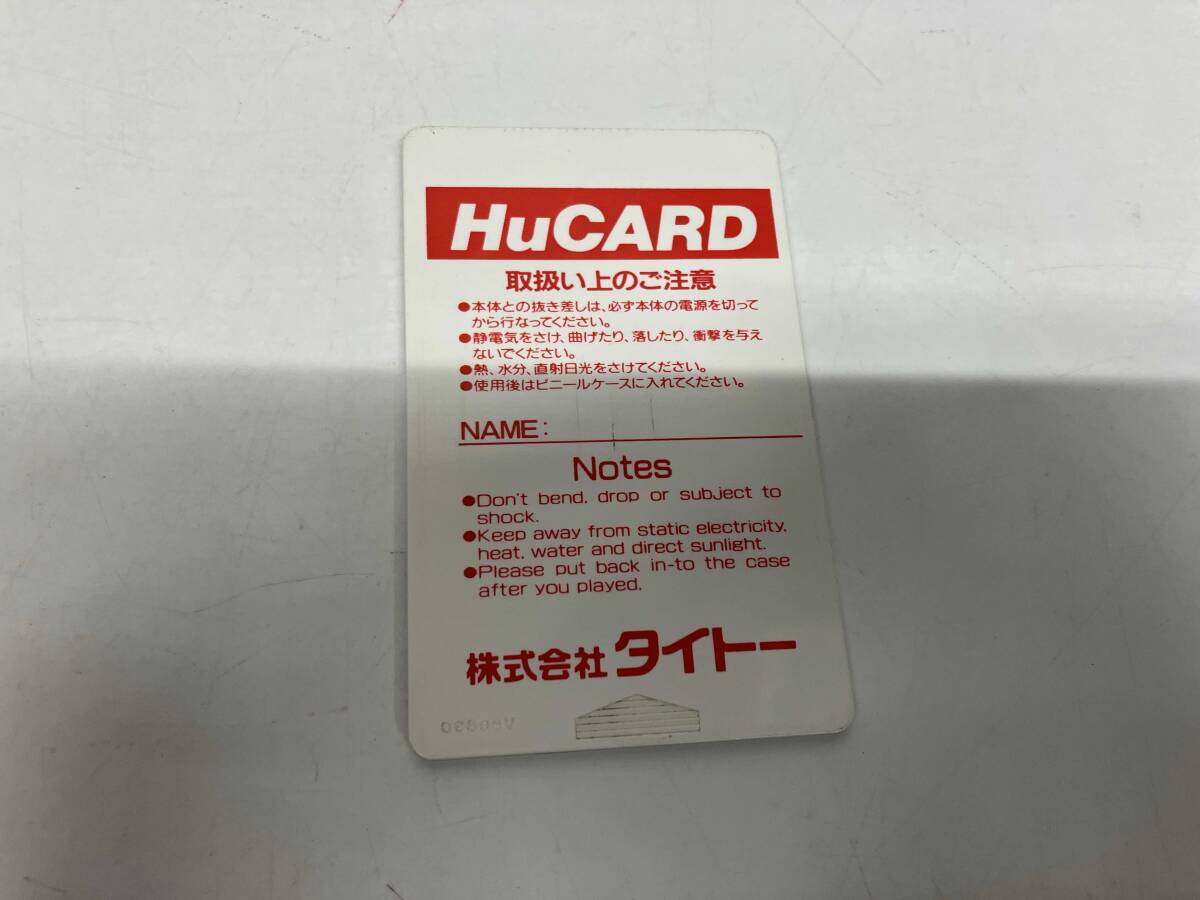 HuCARD
取扱い上のご注意
●本体との抜き差しは、必ず本体の電源を切って
から行なってください。
●静電気をさけ、曲げたり、落したり、衝撃を与え
ないでください。
●熱、水分、直射日光をさけてください。
●使用後はビニールケースに入れてください。
NAME:
Notes
●Don't bend, drop or subject to
shock.
●Keep away from static electricity,
heat, water and direct sunlight.
●Please put back in-to the case
after you played.
株式会社 タイトー